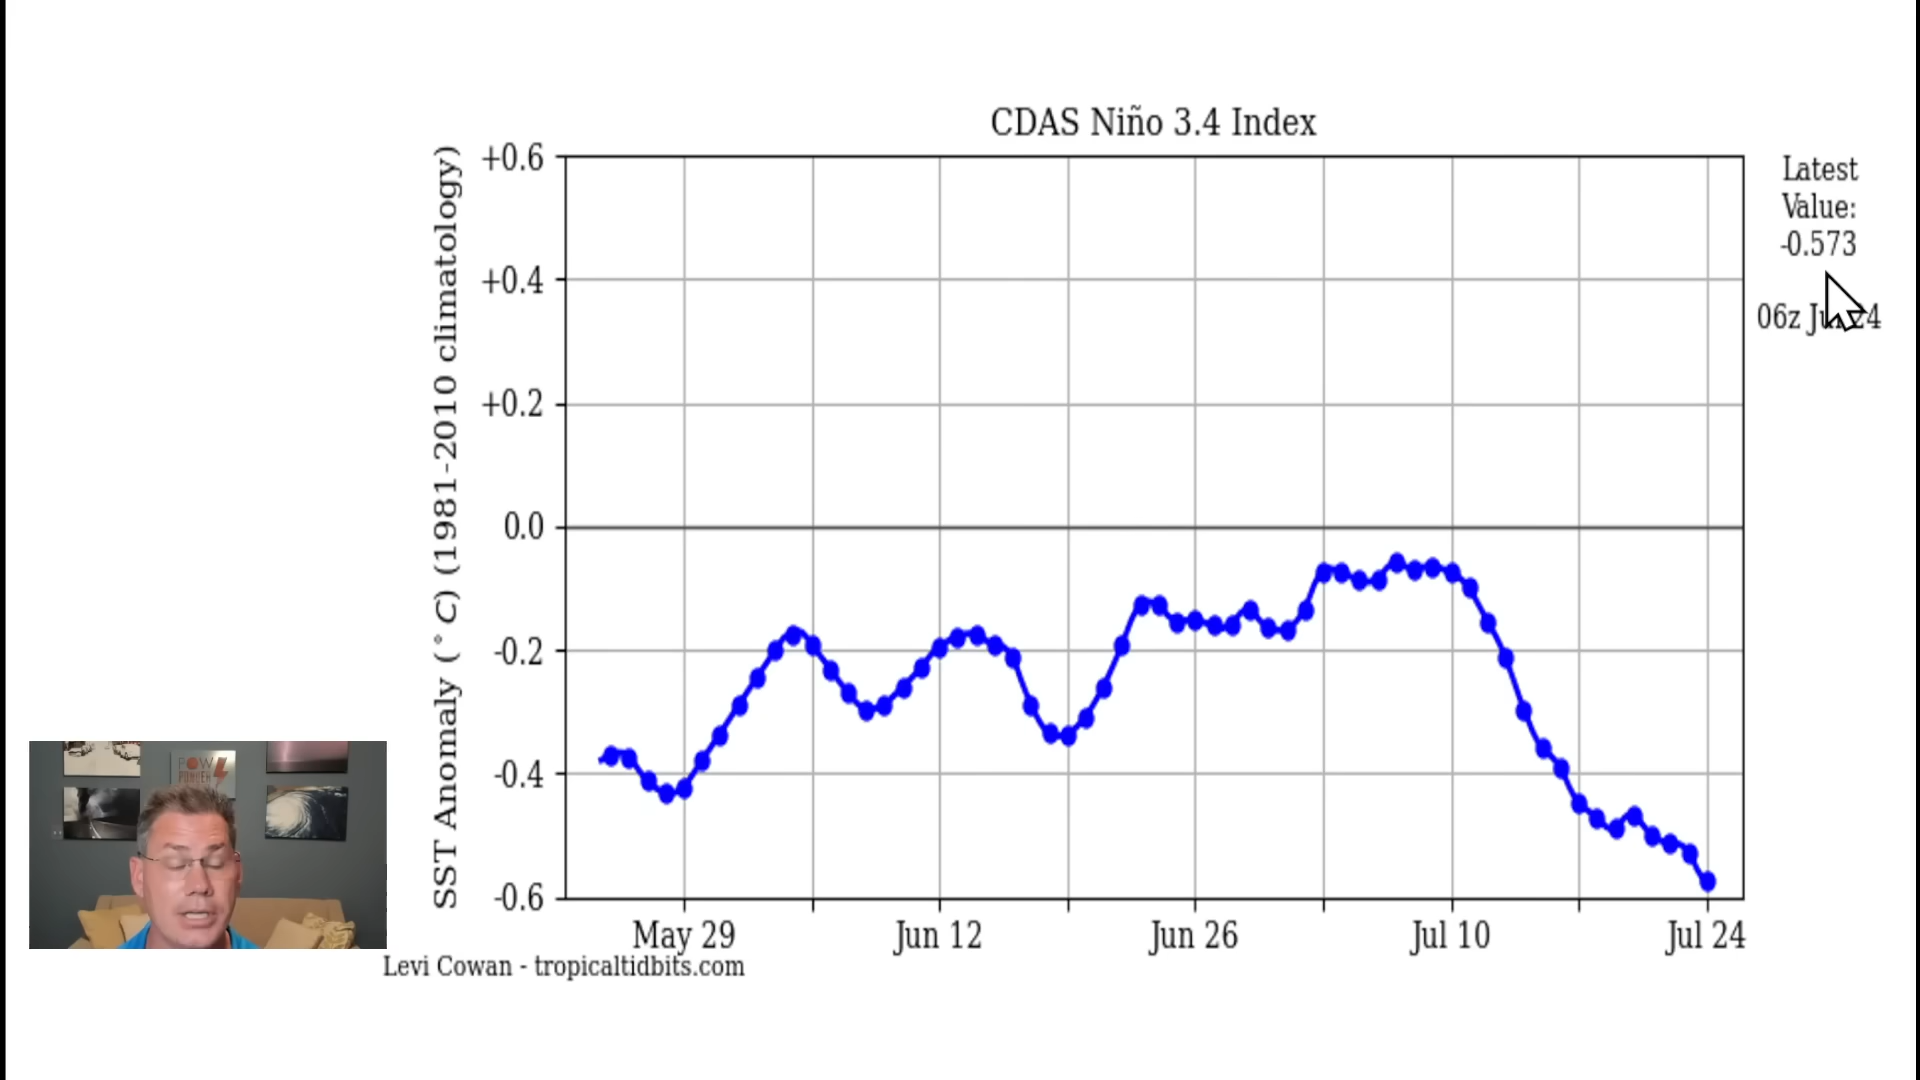 CDAS Niño 3.4 Index
SST Anomaly (°C) (1981-2010 climatology)
+0.6
+0.4
+0.2
0.0
-0.2
-0.4
-0.6
May 29
Jun 12
Jun 26
Jul 10
Jul 24
Latest
Value:
-0.573
06z
Levi Cowan - tropicaltidbits.com
POW